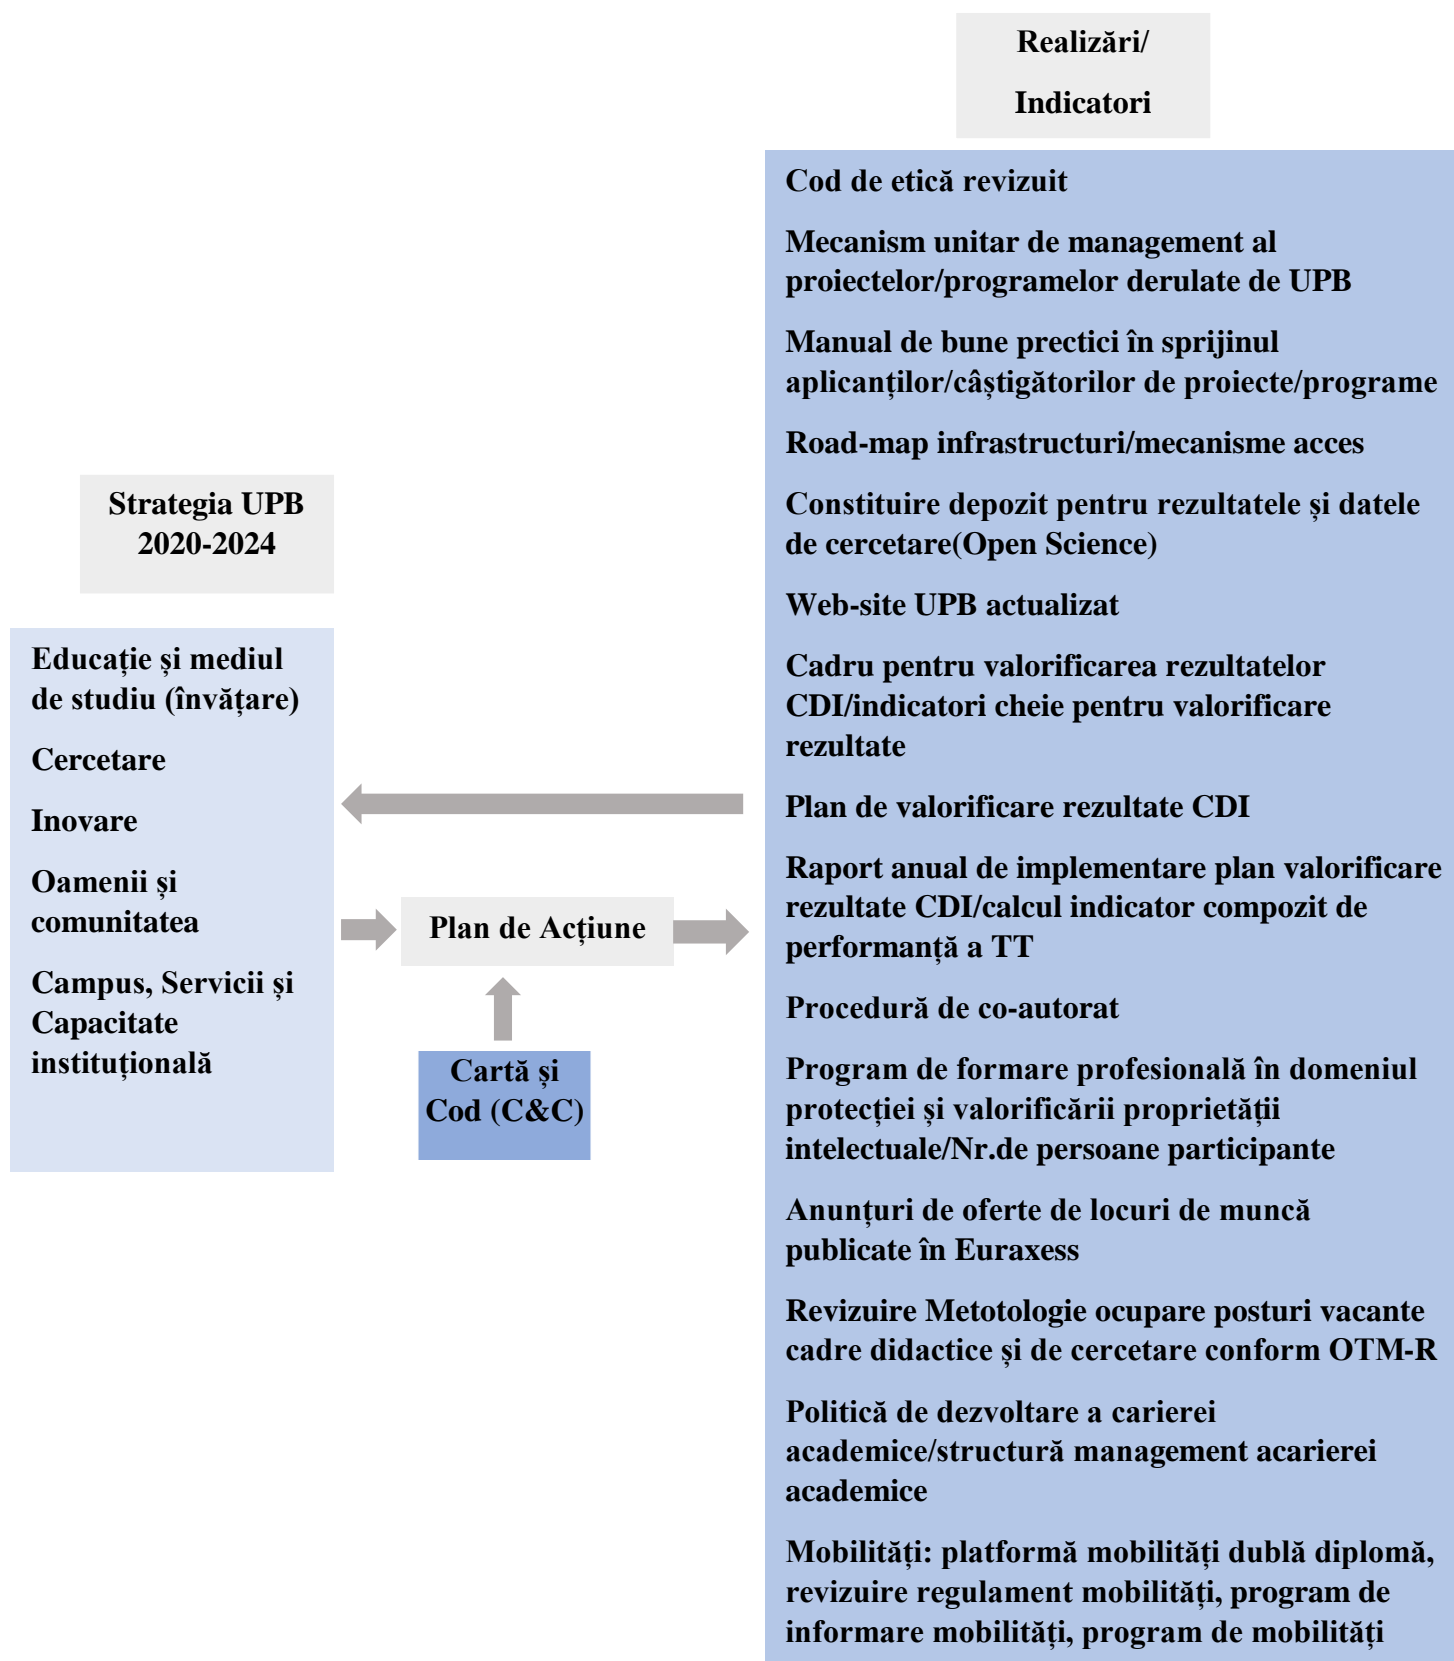 Realizări/
Indicatori
Cod de etică revizuit
Mecanism unitar de management al
proiectelor/programelor derulate de UPB
Manual de bune prectici în sprijinul
aplicanților/câștigătorilor de proiecte/programe
Road-map infrastructuri/mecanisme acces
Constituire depozit pentru rezultatele și datele
de cercetare(Open Science)
Web-site UPB actualizat
Cadru pentru valorificarea rezultatelor
CDI/indicatori cheie pentru valorificare
rezultate
Plan de valorificare rezultate CDI
Raport anual de implementare plan valorificare
rezultate CDI/calcul indicator compozit de
performanță a TT
Procedură de co-autorat
Program de formare profesională în domeniul
protecției și valorificării proprietății
intelectuale/Nr.de persoane participante
Anunțuri de oferte de locuri de muncă
publicate în Euraxess
Revizuire Metotologie ocupare posturi vacante
cadre didactice și de cercetare conform OTM-R
Politică de dezvoltare a carierei
academice/structură management acarierei
academice
Mobilități: platformă mobilități dublă diplomă,
revizuire regulament mobilități, program de
informare mobilități, program de mobilități
Strategia UPB
2020-2024
Educație și mediul
de studiu (învățare)
Cercetare
Inovare
Oamenii și
comunitatea
Campus, Servicii și
Capacitate
instituțională
Plan de Acțiune
Cartă și
Cod (C&C)